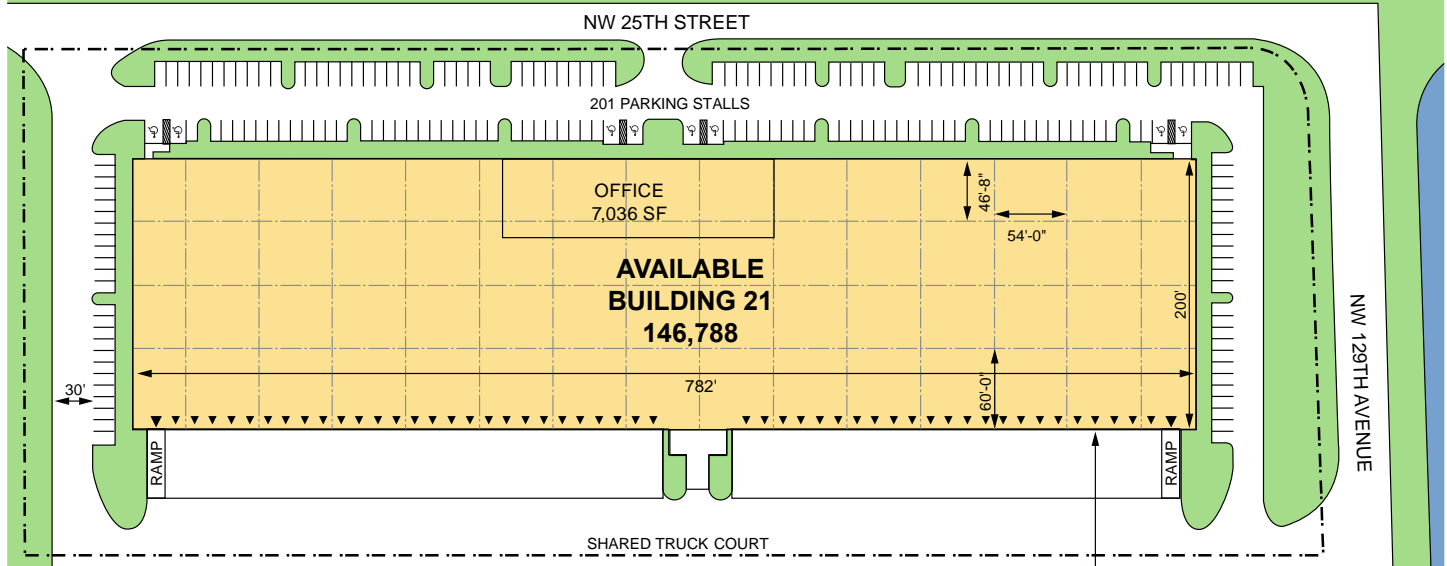 NW 25TH STREET
201 PARKING STALLS
OFFICE
7,036 SF
46'-8"
54'-0"
AVAILABLE
BUILDING 21
146,788
200'
NW 129TH AVENUE
30'
782'
60'-0"
RAMP
RAMP
SHARED TRUCK COURT